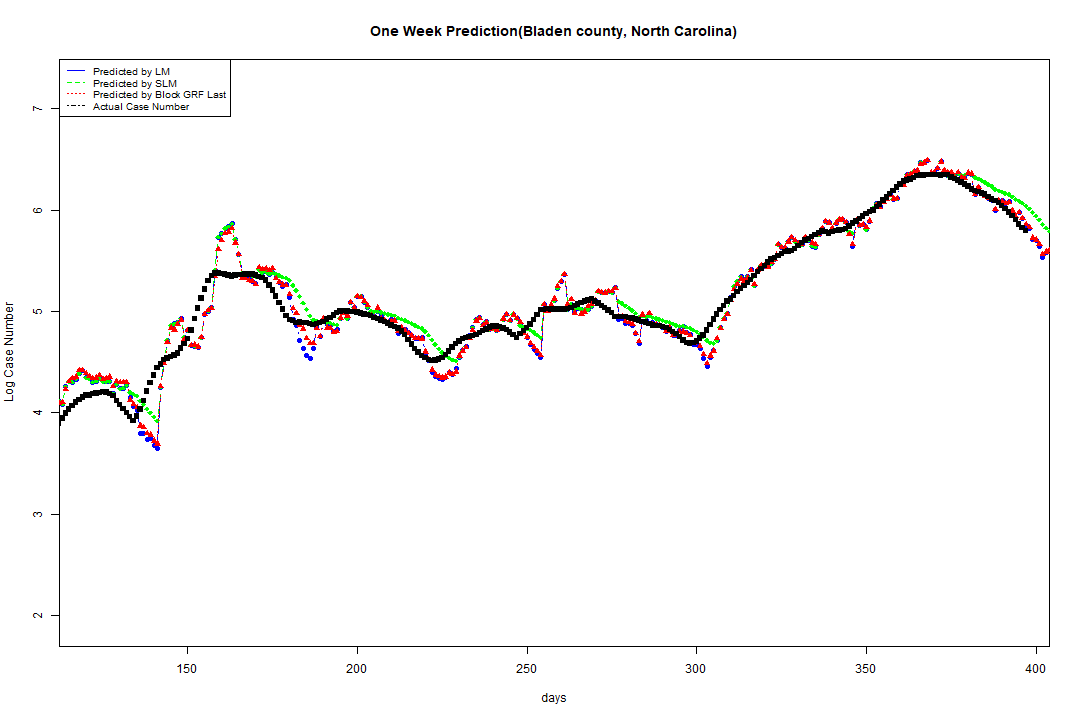 One Week Prediction(Bladen county, North Carolina)
Predicted by LM
Predicted by SLM
Predicted by Block GRF Last
Actual Case Number
7
6
5
4
3
2
Log Case Number
150 200 250 300 350 400
days